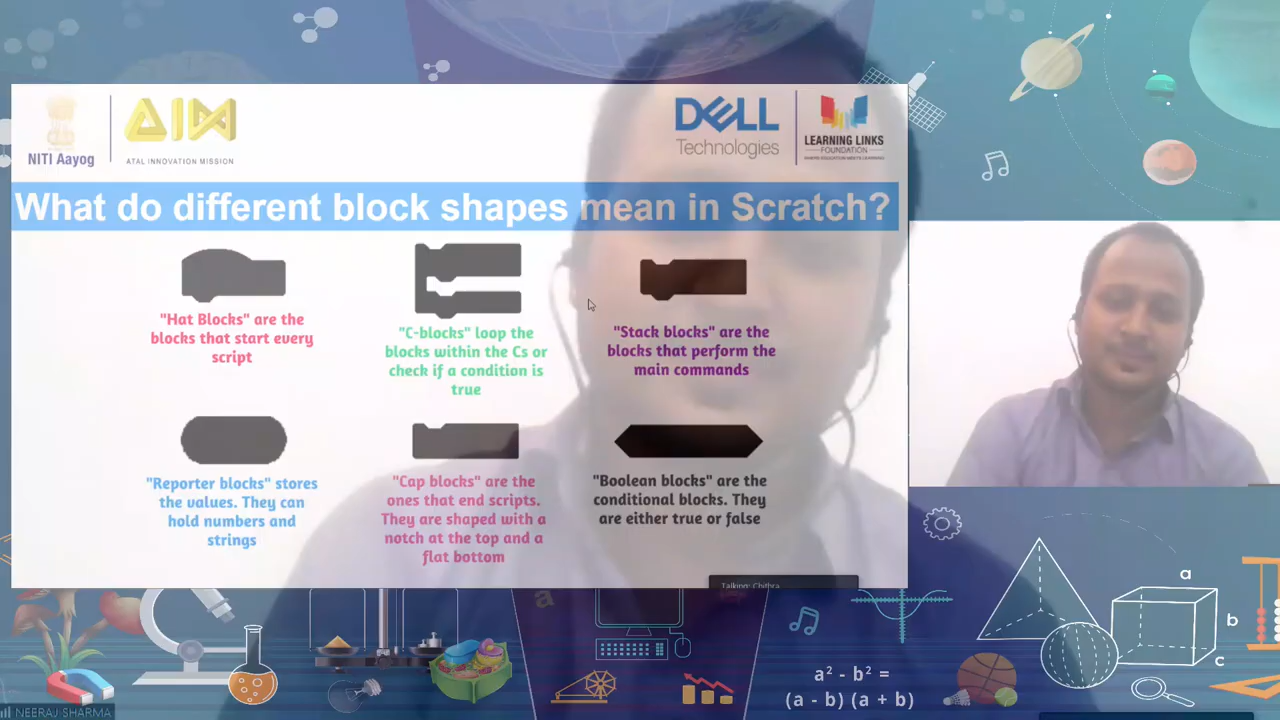 NITI Aayog
AIM
ATAL INNOVATION MISSION
DELL
Technologies
LEARNING LINKS
FOUNDATION
WHERE EDUCATION MEETS LEARNING
What do different block shapes mean in Scratch?
"Hat Blocks" are the
blocks that start every
script
"C-blocks" loop the
blocks within the Cs or
check if a condition is
true
"Stack blocks" are the
blocks that perform the
main commands
"Reporter blocks" stores
the values. They can
hold numbers and
strings
"Cap blocks" are the
ones that end scripts.
They are shaped with a
notch at the top and a
flat bottom
"Boolean blocks" are the
conditional blocks. They
are either true or false
Talking: Chithra
a
a
b
c
a² - b² =
(a - b) (a + b)
NEERAJ SHARMA